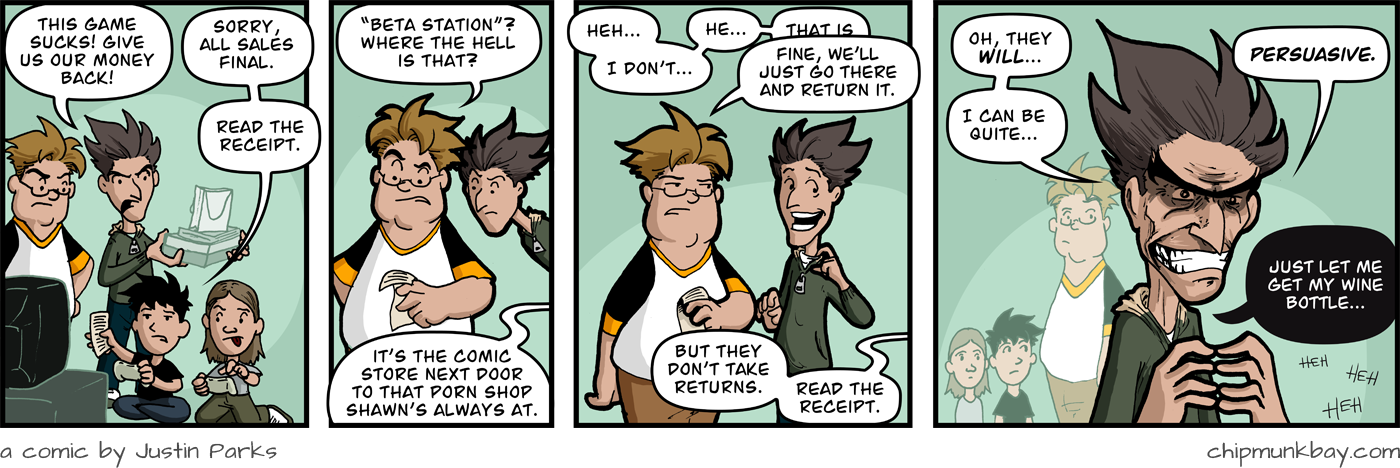 THIS GAME
SUCKS! GIVE
US OUR MONEY
BACK!
SORRY,
ALL SALES
FINAL.
READ THE
RECEIPT.
"BETA STATION"?
WHERE THE HELL
IS THAT?
IT'S THE COMIC
STORE NEXT DOOR
TO THAT PORN SHOP
SHAWN'S ALWAYS AT.
HEH...
I DON'T...
HE...
THAT IS
FINE, WE'LL
JUST GO THERE
AND RETURN IT.
BUT THEY
DON'T TAKE
RETURNS.
READ THE
RECEIPT.
OH, THEY
WILL...
I CAN BE
QUITE...
PERSUASIVE.
JUST LET ME
GET MY WINE
BOTTLE...
HEH
HEH
HEH
a comic by Justin Parks
chipmunkbay.com